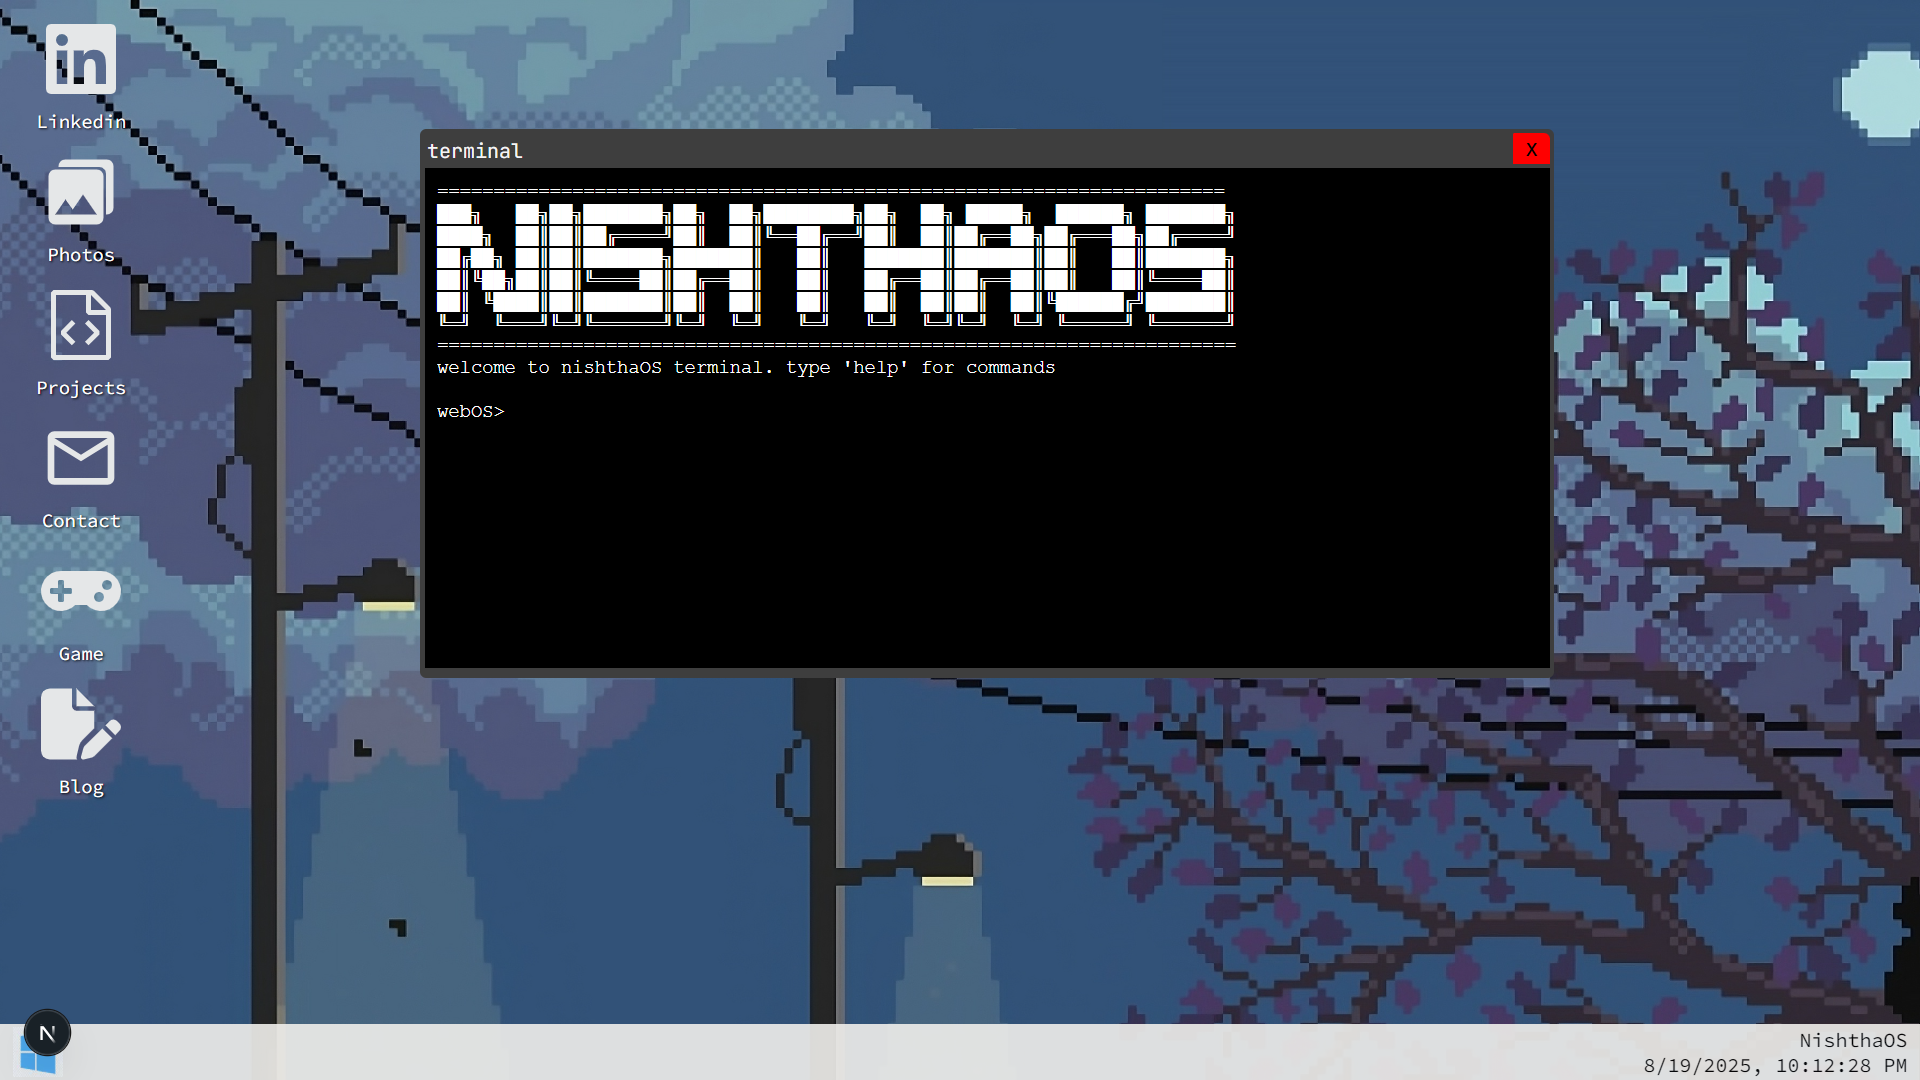 in
Linkedin
Photos
Projects
Contact
Game
Blog
terminal
X
======================================================================
NISHTHAOS
=======================================================================
welcome to nishthaOS terminal. type 'help' for commands
webOS>
N
NishthaOS
8/19/2025, 10:12:28 PM